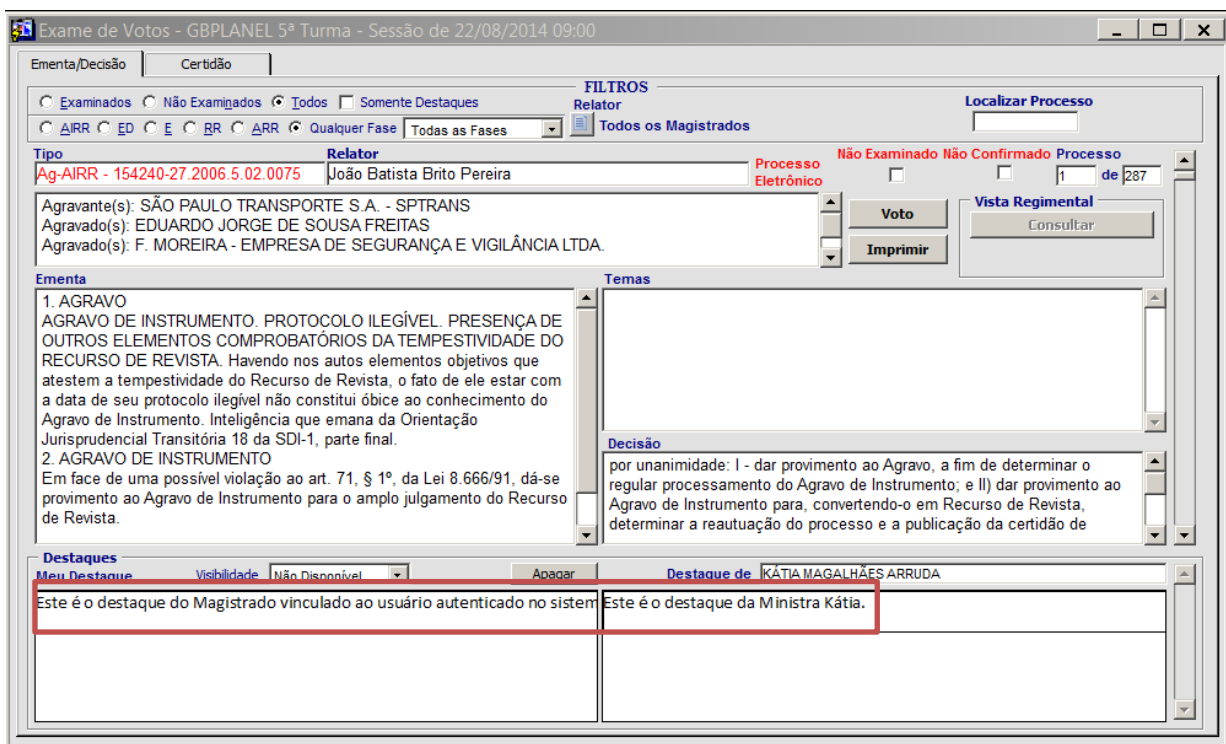 Exame de Votos - GBPLANEL 5ª Turma - Sessão de 22/08/2014 09:00
Ementa/Decisão Certidão
FILTROS
Examinados Não Examinados Todos Somente Destaques Relator Localizar Processo
AIRR ED E RR ARR Qualquer Fase Todas as Fases Todos os Magistrados
Tipo Relator Processo Eletrônico Não Examinado Não Confirmado Processo
Ag-AIRR - 154240-27.2006.5.02.0075 João Batista Brito Pereira 1 de 287
Agravante(s): SÃO PAULO TRANSPORTE S.A. - SPTRANS
Agravado(s): EDUARDO JORGE DE SOUSA FREITAS
Agravado(s): F. MOREIRA - EMPRESA DE SEGURANÇA E VIGILÂNCIA LTDA.
Voto
Imprimir
Vista Regimental
Consultar
Ementa
1. AGRAVO
AGRAVO DE INSTRUMENTO. PROTOCOLO ILEGÍVEL. PRESENÇA DE
OUTROS ELEMENTOS COMPROBATÓRIOS DA TEMPESTIVIDADE DO
RECURSO DE REVISTA. Havendo nos autos elementos objetivos que
atestem a tempestividade do Recurso de Revista, o fato de ele estar com
a data de seu protocolo ilegível não constitui óbice ao conhecimento do
Agravo de Instrumento. Inteligência que emana da Orientação
Jurisprudencial Transitória 18 da SDI-1, parte final.
2. AGRAVO DE INSTRUMENTO
Em face de uma possível violação ao art. 71, § 1º, da Lei 8.666/91, dá-se
provimento ao Agravo de Instrumento para o amplo julgamento do Recurso
de Revista.
Temas
Decisão
por unanimidade: I - dar provimento ao Agravo, a fim de determinar o
regular processamento do Agravo de Instrumento; e II) dar provimento ao
Agravo de Instrumento para, convertendo-o em Recurso de Revista,
determinar a reautuação do processo e a publicação da certidão de
Destaques
Meu Destaque Visibilidade Não Disponível Apagar Destaque de KÁTIA MAGALHÃES ARRUDA
Este é o destaque do Magistrado vinculado ao usuário autenticado no sistem
Este é o destaque da Ministra Kátia.